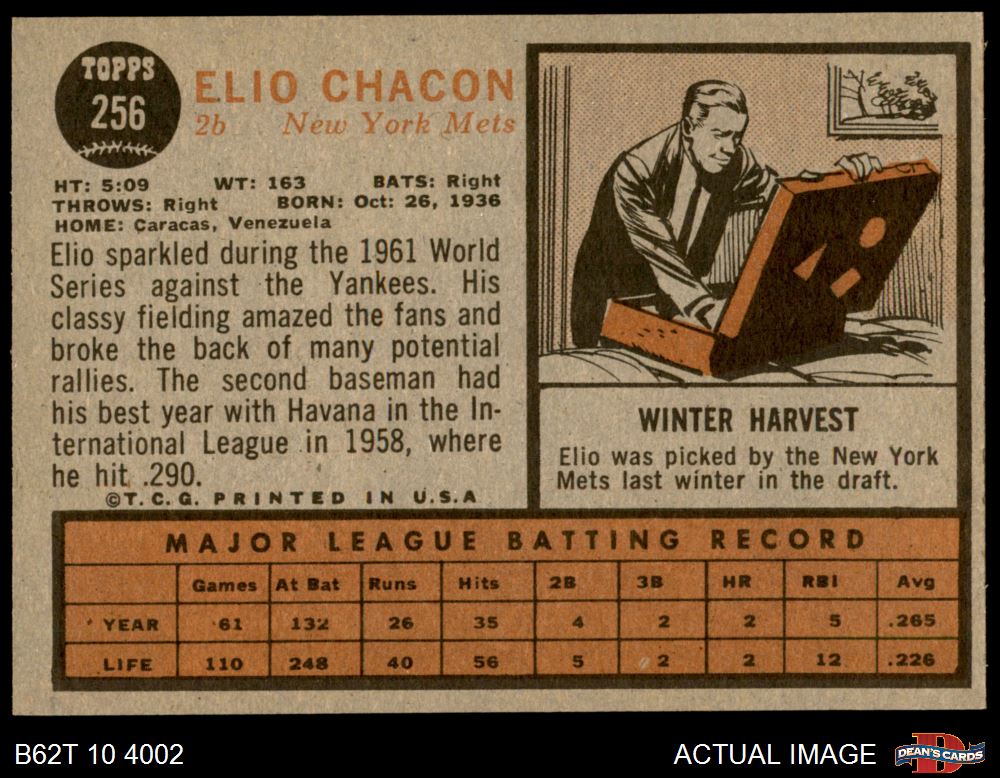 TOPPS
256
ELIO CHACON
2b New York Mets
HT: 5:09 WT: 163 BATS: Right
THROWS: Right BORN: Oct: 26, 1936
HOME: Caracas, Venezuela
Elio sparkled during the 1961 World
Series against the Yankees. His
classy fielding amazed the fans and
broke the back of many potential
rallies. The second baseman had
his best year with Havana in the In-
ternational League in 1958, where
he hit .290.
©T.C.G. PRINTED IN U.S.A
WINTER HARVEST
Elio was picked by the New York
Mets last winter in the draft.
MAJOR LEAGUE BATTING RECORD
Games At Bat Runs Hits 2B 3B HR RBI Avg
YEAR 61 132 26 35 4 2 2 5 .265
LIFE 110 248 40 56 5 2 2 12 .226
B62T 10 4002 ACTUAL IMAGE
D
DEAN'S CARDS